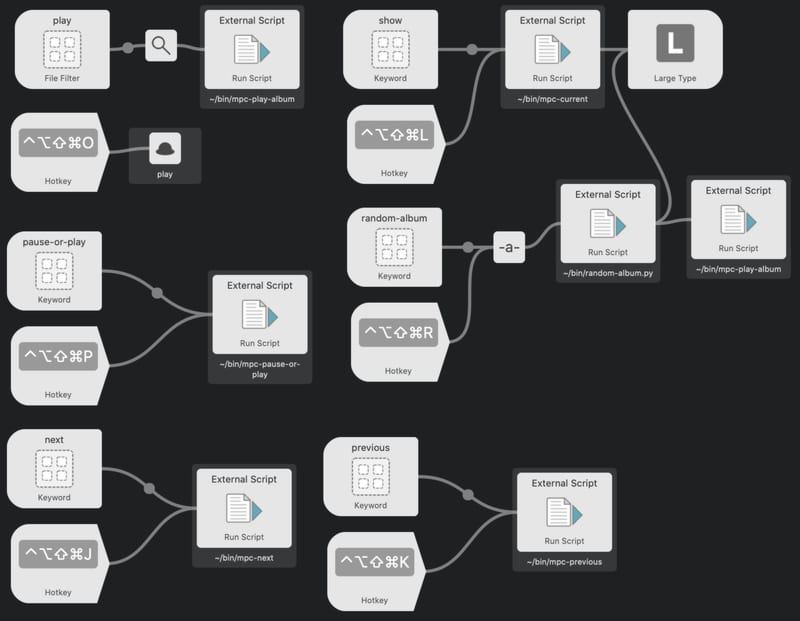 play
File Filter
External Script
Run Script
~/bin/mpc-play-album
⌃⌥⇧⌘O
Hotkey
play
show
Keyword
External Script
Run Script
~/bin/mpc-current
L
Large Type
⌃⌥⇧⌘L
Hotkey
random-album
Keyword
-a-
External Script
Run Script
~/bin/random-album.py
External Script
Run Script
~/bin/mpc-play-album
⌃⌥⇧⌘R
Hotkey
pause-or-play
Keyword
External Script
Run Script
~/bin/mpc-pause-or-
play
⌃⌥⇧⌘P
Hotkey
next
Keyword
External Script
Run Script
~/bin/mpc-next
⌃⌥⇧⌘J
Hotkey
previous
Keyword
External Script
Run Script
~/bin/mpc-previous
⌃⌥⇧⌘K
Hotkey